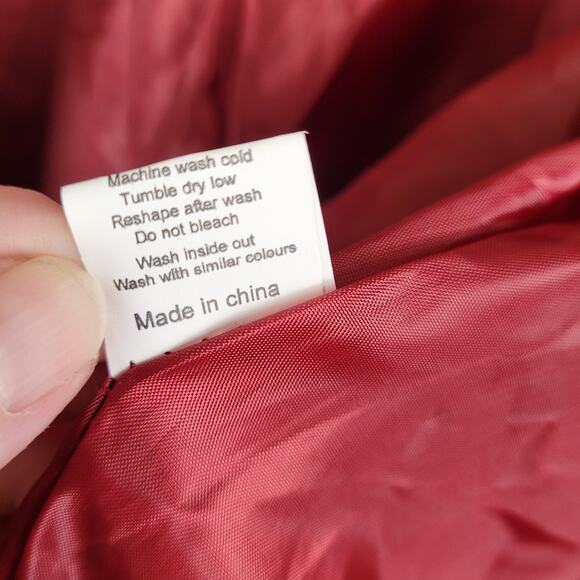 Machine wash cold
Tumble dry low
Reshape after wash
Do not bleach
Wash inside out
Wash with similar colours
Made in china